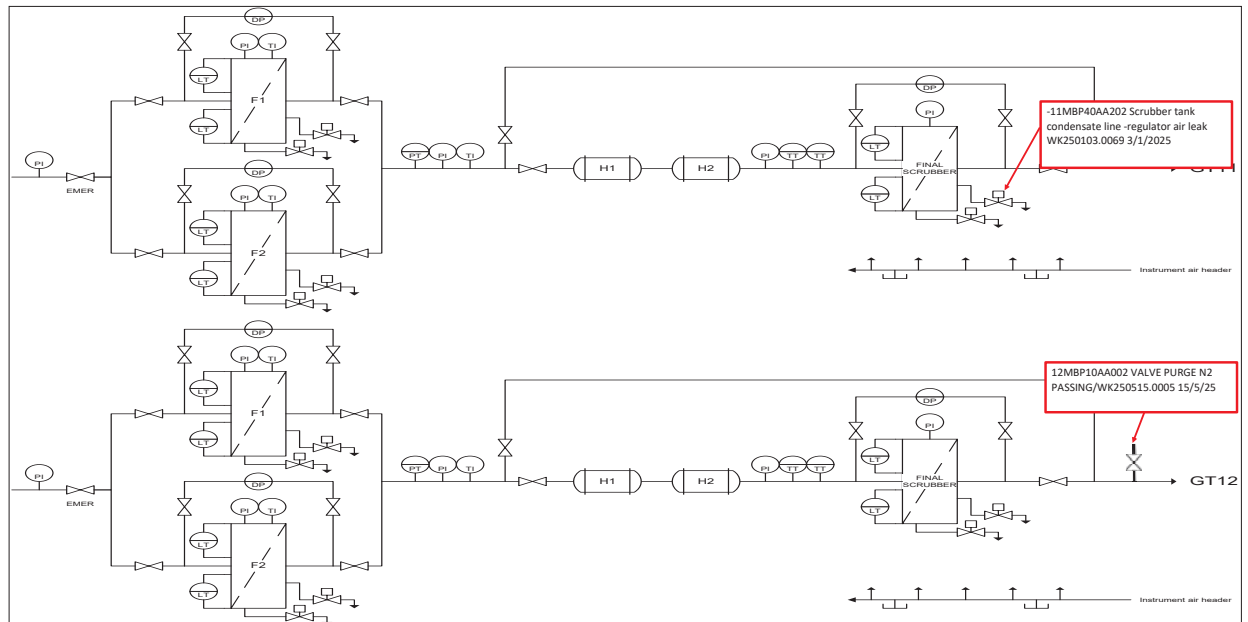 DP
PI TI
LT
F1
LT
-11MBP40AA202 Scrubber tank
condensate line -regulator air leak
WK250103.0069 3/1/2025
DP
PI
LT
FINAL
SCRUBBER
LT
PI
EMER
DP
PI TI
LT
F2
LT
PT PI TI
H1
H2
PI TT TT
Instrument air header
DP
PI TI
LT
F1
LT
12MBP10AA002 VALVE PURGE N2
PASSING/WK250515.0005 15/5/25
DP
PI
LT
FINAL
SCRUBBER
LT
PI
EMER
DP
PI TI
LT
F2
LT
PT PI TI
H1
H2
PI TT TT
GT12
Instrument air header